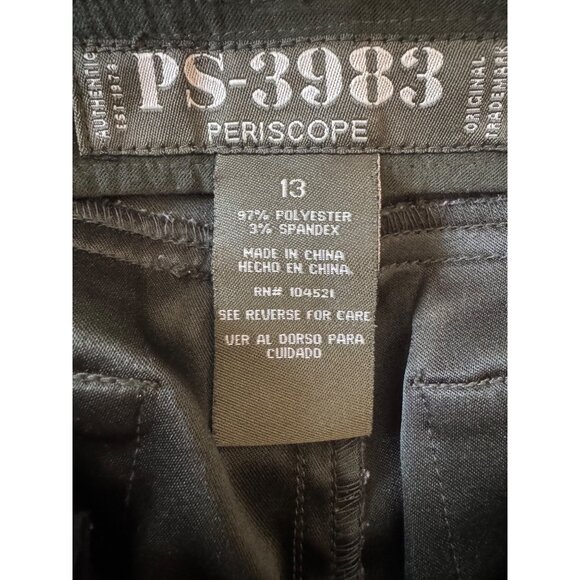 AUTHENTIC
EST 1974
PS-3983
PERISCOPE
ORIGINAL
TRADEMARK
13
97% POLYESTER
3% SPANDEX
MADE IN CHINA
HECHO EN CHINA.
RN# 104521
SEE REVERSE FOR CARE
VER AL DORSO PARA
CUIDADO